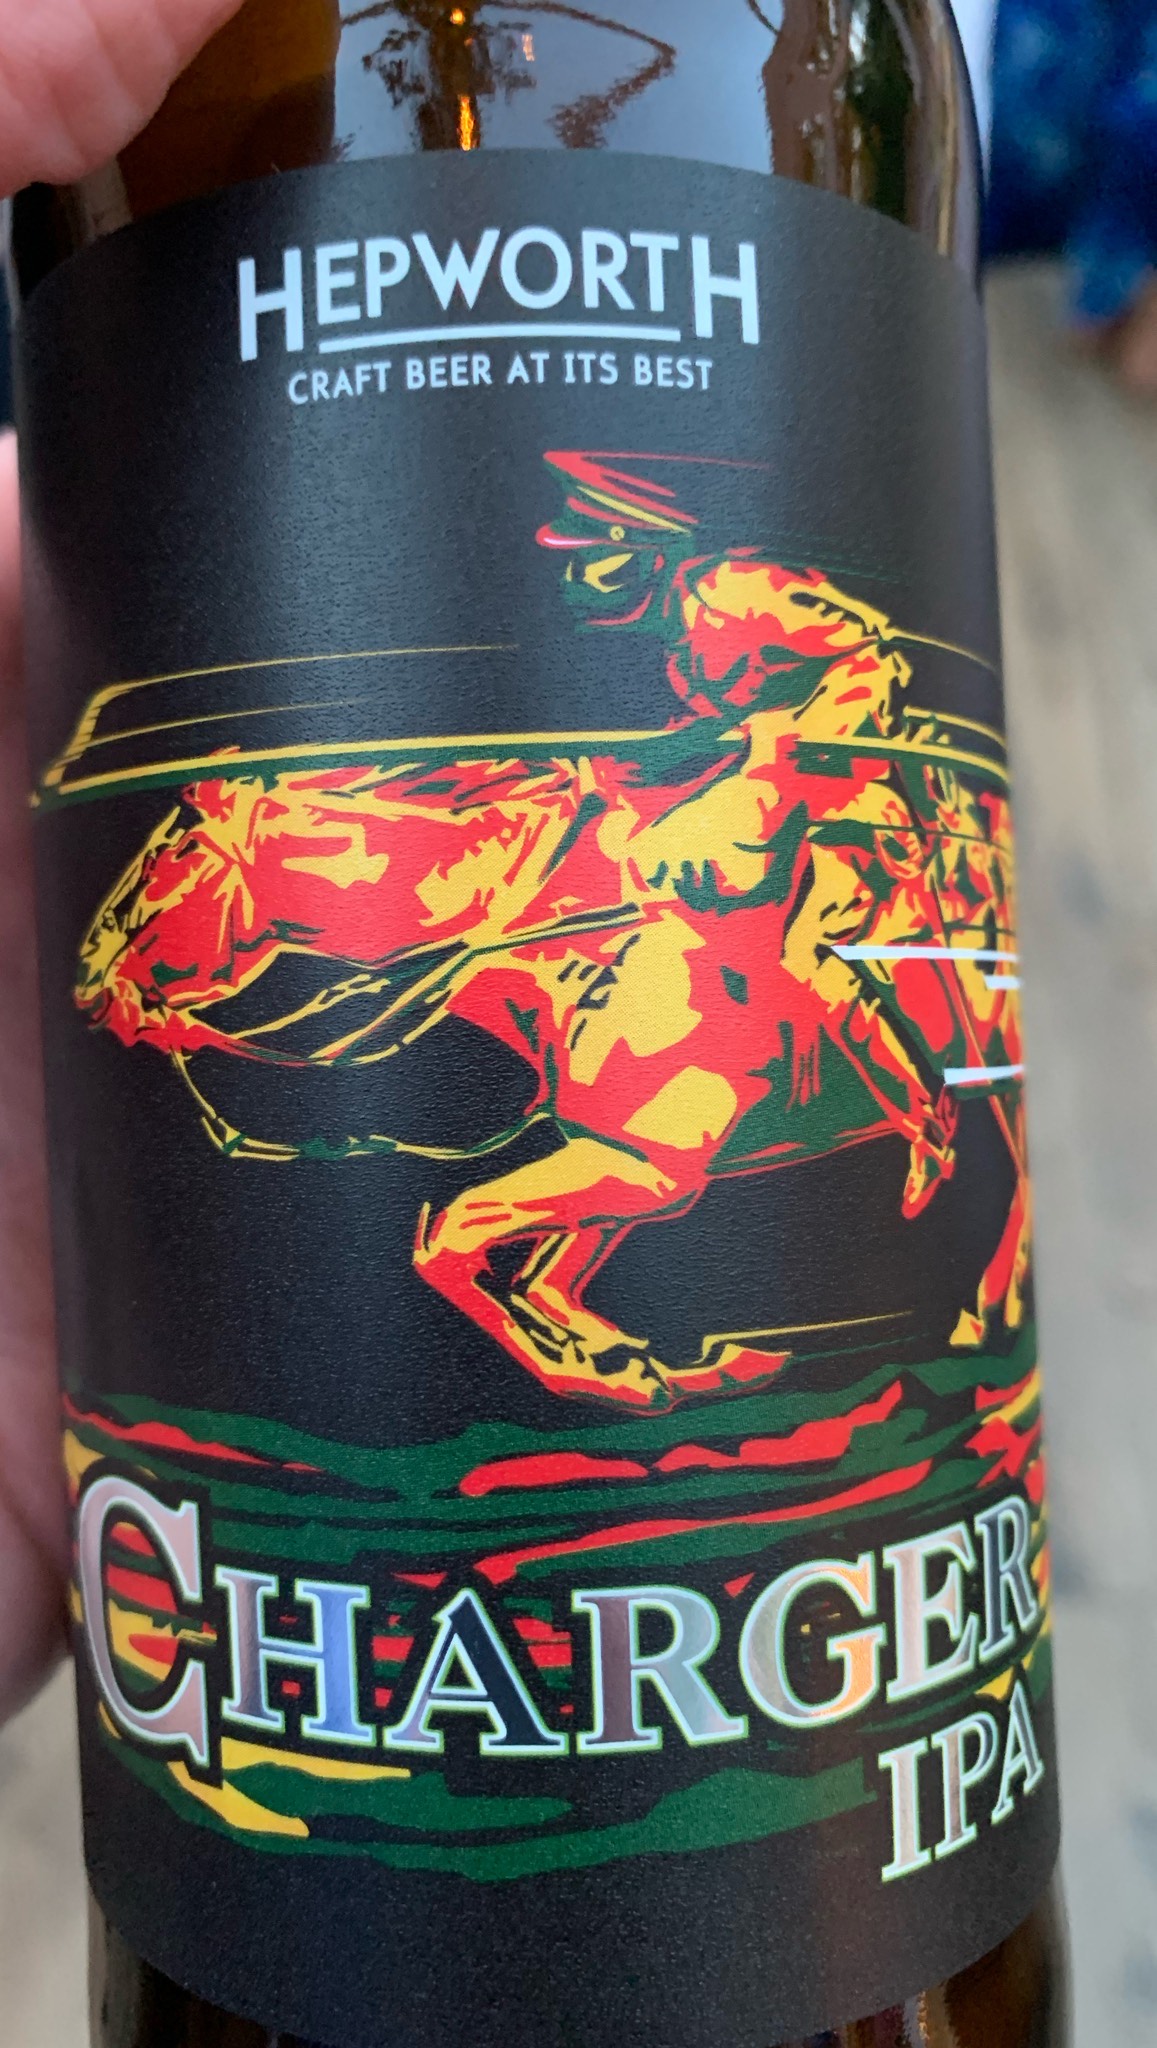 HEPWORTH
CRAFT BEER AT ITS BEST
CHARGER
IPA